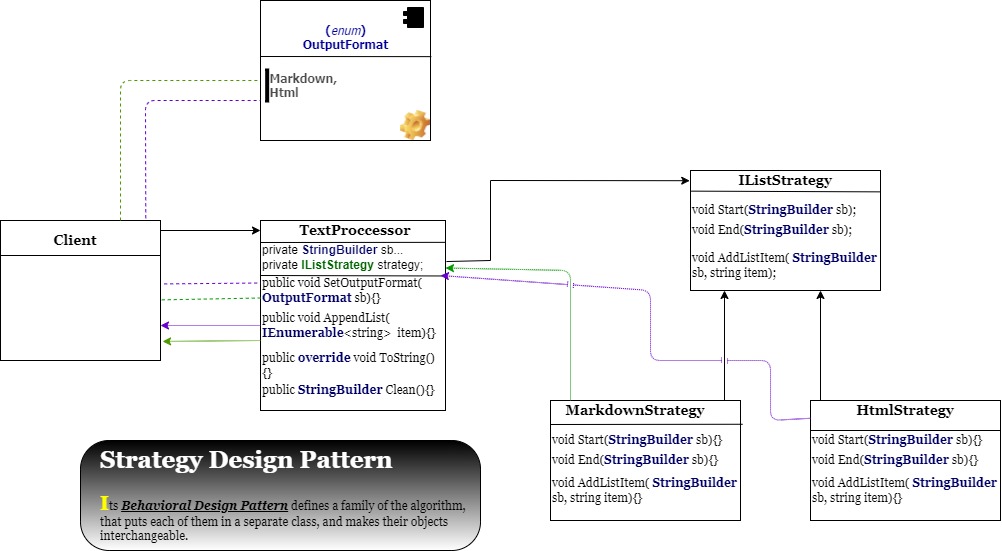 (enum)
OutputFormat
Markdown,
Html
Client
TextProccessor
private StringBuilder sb...
private IListStrategy strategy;
public void SetOutputFormat(
OutputFormat sb){}
public void AppendList(
IEnumerable<string> item){}
public override void ToString()
{}
public StringBuilder Clean(){}
IListStrategy
void Start(StringBuilder sb);
void End(StringBuilder sb);
void AddListItem( StringBuilder
sb, string item);
MarkdownStrategy
void Start(StringBuilder sb){}
void End(StringBuilder sb){}
void AddListItem( StringBuilder
sb, string item){}
HtmlStrategy
void Start(StringBuilder sb){}
void End(StringBuilder sb){}
void AddListItem( StringBuilder
sb, string item){}
Strategy Design Pattern
Its Behavioral Design Pattern defines a family of the algorithm,
that puts each of them in a separate class, and makes their objects
interchangeable.